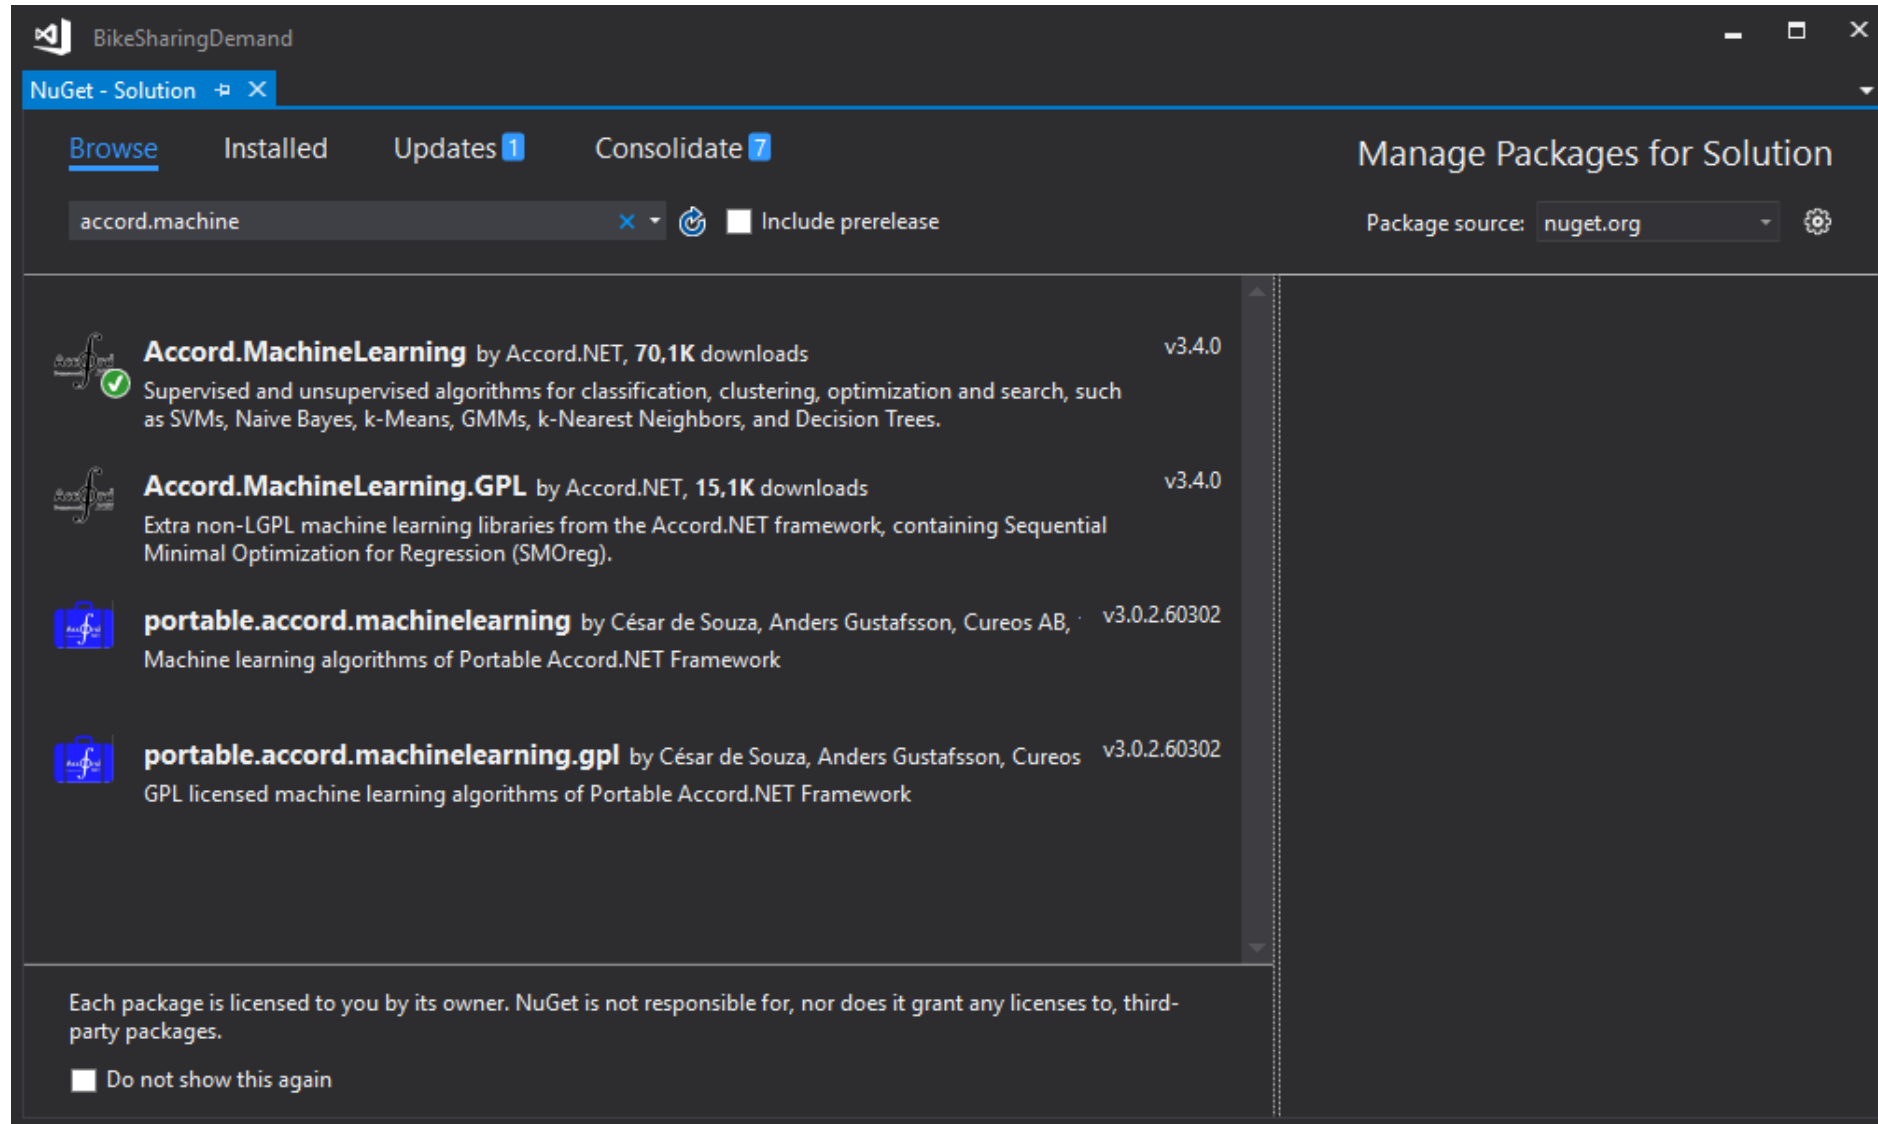 BikeSharingDemand
NuGet - Solution
Browse Installed Updates 1 Consolidate 7
Manage Packages for Solution
accord.machine
Include prerelease
Package source: nuget.org
Accord.MachineLearning by Accord.NET, 70,1K downloads v3.4.0
Supervised and unsupervised algorithms for classification, clustering, optimization and search, such
as SVMs, Naive Bayes, k-Means, GMMs, k-Nearest Neighbors, and Decision Trees.
Accord.MachineLearning.GPL by Accord.NET, 15,1K downloads v3.4.0
Extra non-LGPL machine learning libraries from the Accord.NET framework, containing Sequential
Minimal Optimization for Regression (SMOreg).
portable.accord.machinelearning by César de Souza, Anders Gustafsson, Cureos AB, v3.0.2.60302
Machine learning algorithms of Portable Accord.NET Framework
portable.accord.machinelearning.gpl by César de Souza, Anders Gustafsson, Cureos v3.0.2.60302
GPL licensed machine learning algorithms of Portable Accord.NET Framework
Each package is licensed to you by its owner. NuGet is not responsible for, nor does it grant any licenses to, third-
party packages.
Do not show this again